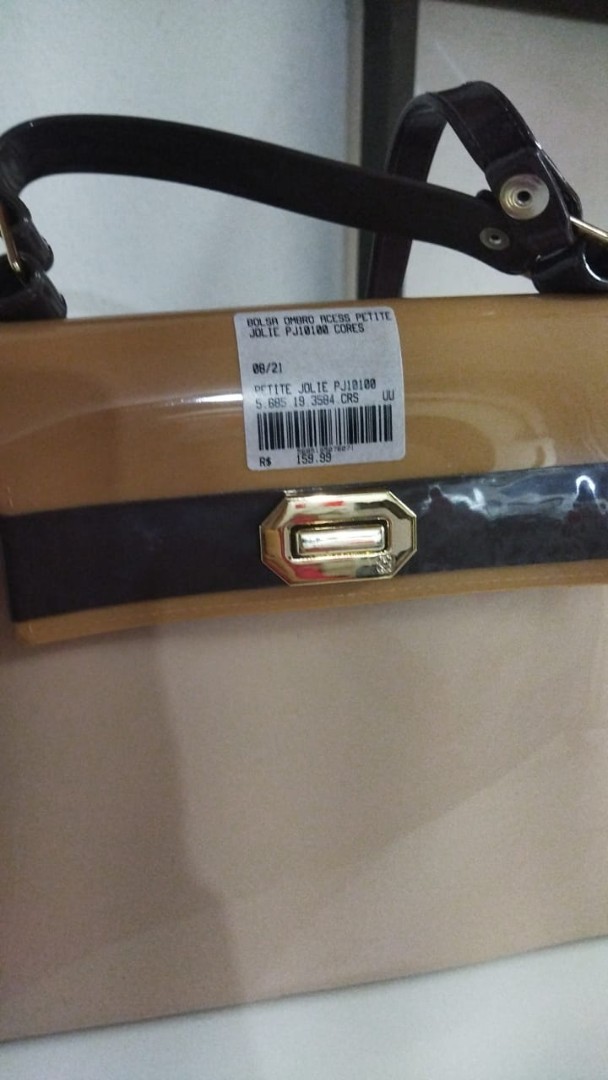 BOLSA OMBRO ACESS PETITE
JOLIE PJ10100 CORES
08/21
PETITE JOLIE PJ10100
5.685.19.3584.CRS UU
R$ 159.99